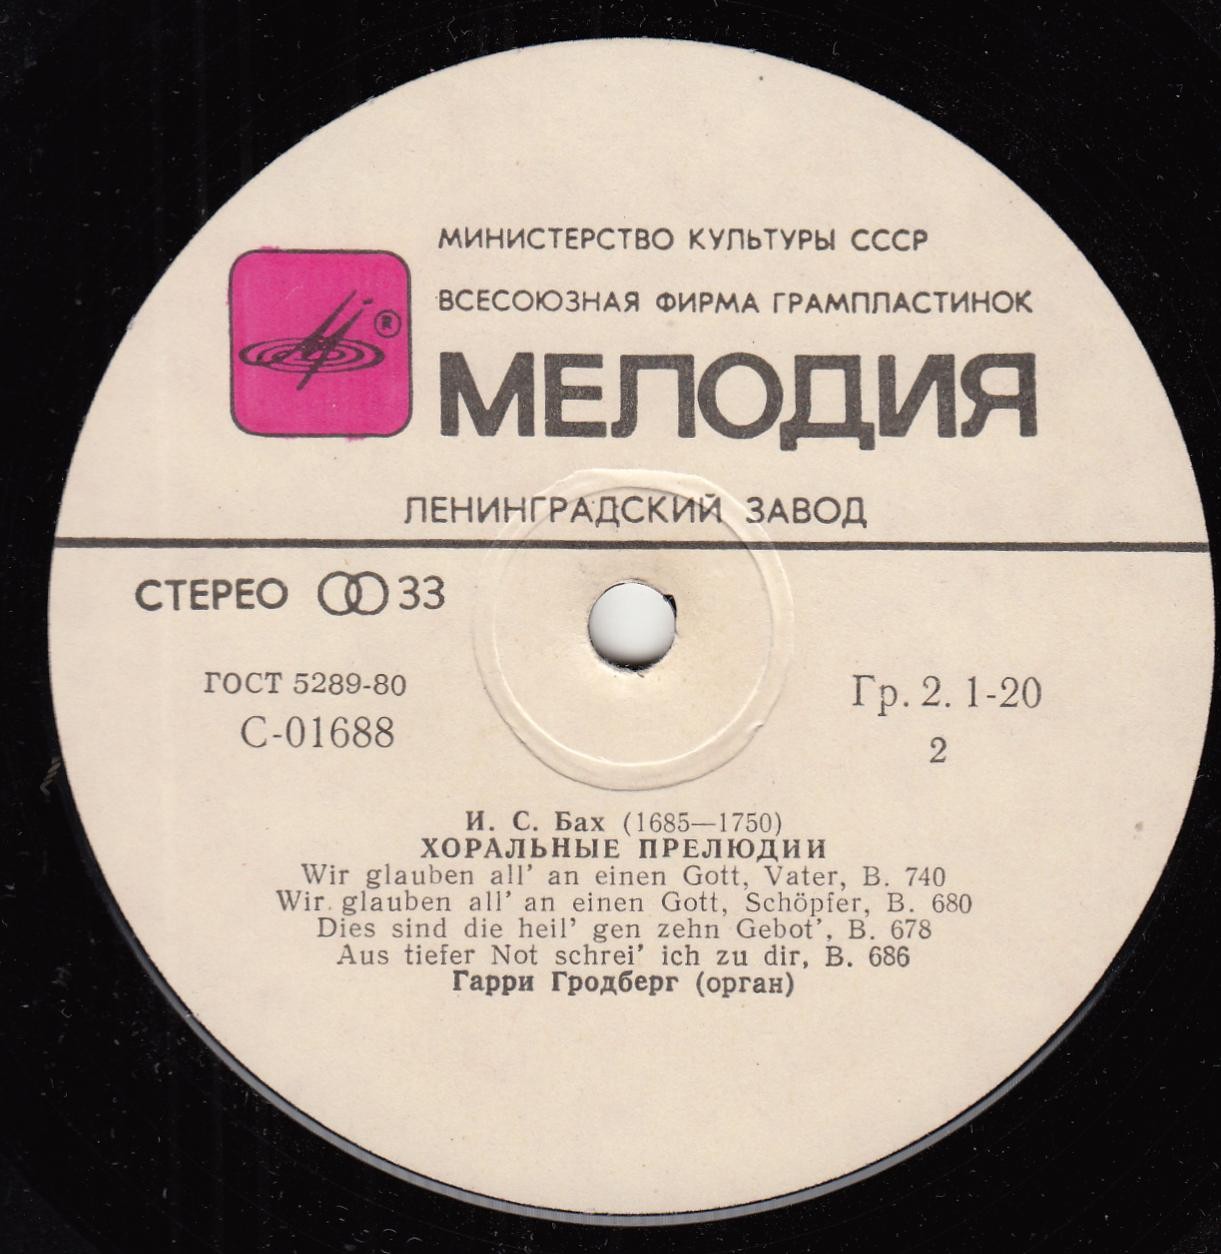 МИНИСТЕРСТВО КУЛЬТУРЫ СССР
ВСЕСОЮЗНАЯ ФИРМА ГРАМПЛАСТИНОК
®
МЕЛОДИЯ
ЛЕНИНГРАДСКИЙ ЗАВОД
СТЕРЕО 33
ГОСТ 5289-80
С-01688
Гр. 2. 1-20
2
И. С. Бах (1685—1750)
ХОРАЛЬНЫЕ ПРЕЛЮДИИ
Wir glauben all' an einen Gott, Vater, B. 740
Wir glauben all' an einen Gott, Schöpfer, B. 680
Dies sind die heil' gen zehn Gebot', B. 678
Aus tiefer Not schrei' ich zu dir, B. 686
Гарри Гродберг (орган)